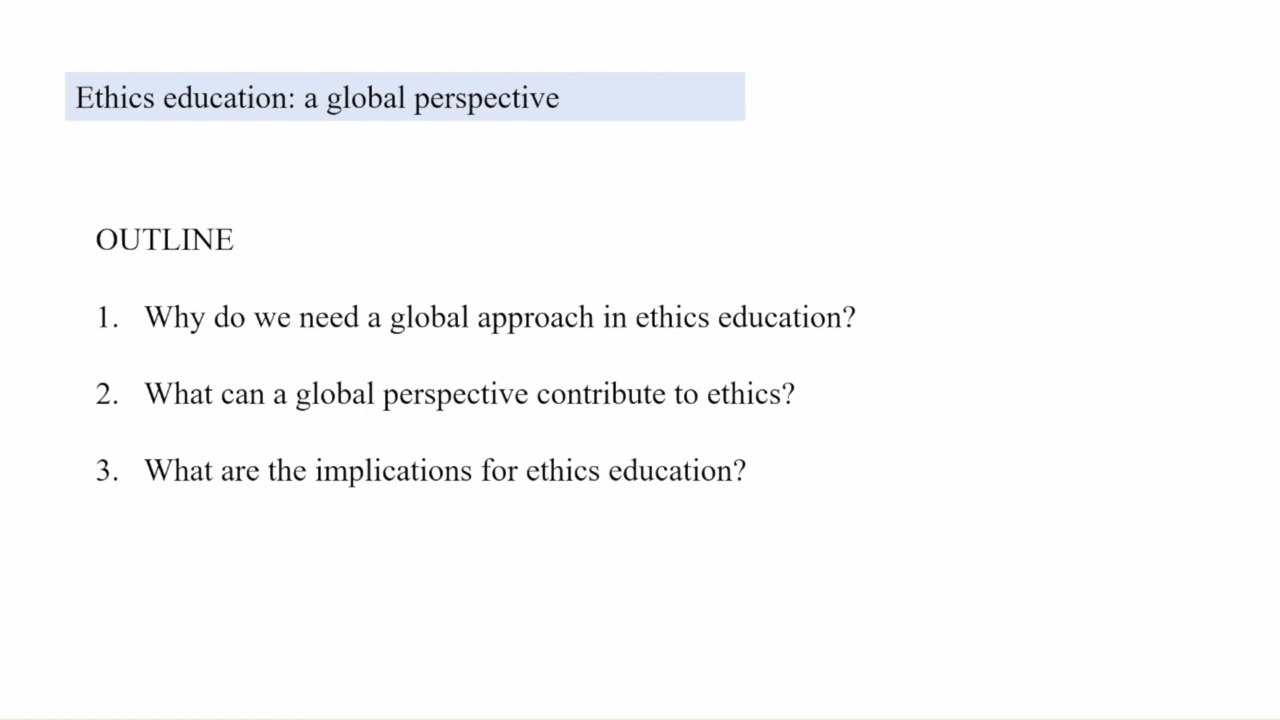 Ethics education: a global perspective
OUTLINE
1. Why do we need a global approach in ethics education?
2. What can a global perspective contribute to ethics?
3. What are the implications for ethics education?